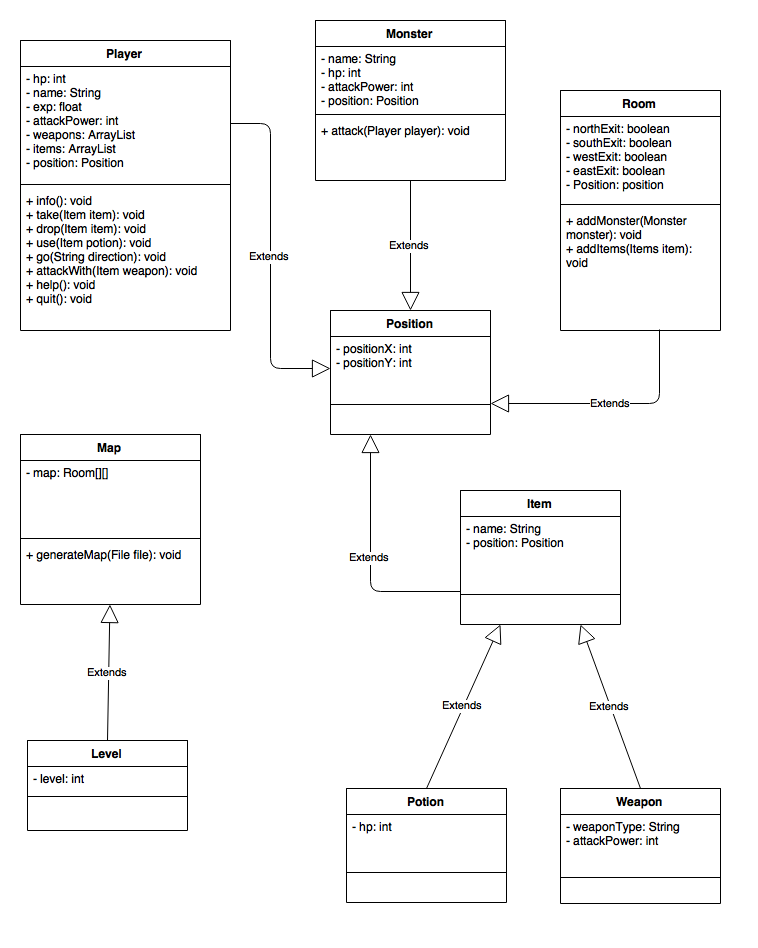 Player
- hp: int
- name: String
- exp: float
- attackPower: int
- weapons: ArrayList
- items: ArrayList
- position: Position
+ info(): void
+ take(Item item): void
+ drop(Item item): void
+ use(Item potion): void
+ go(String direction): void
+ attackWith(Item weapon): void
+ help(): void
+ quit(): void
Monster
- name: String
- hp: int
- attackPower: int
- position: Position
+ attack(Player player): void
Room
- northExit: boolean
- southExit: boolean
- westExit: boolean
- eastExit: boolean
- Position: position
+ addMonster(Monster
monster): void
+ addItems(Items item):
void
Extends
Extends
Position
- positionX: int
- positionY: int
Extends
Map
- map: Room[][]
+ generateMap(File file): void
Item
- name: String
- position: Position
Extends
Extends
Extends
Extends
Level
- level: int
Potion
- hp: int
Weapon
- weaponType: String
- attackPower: int